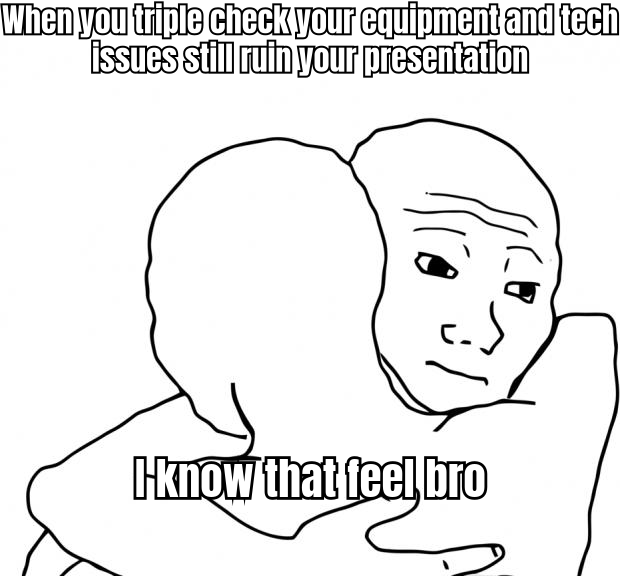 When you triple check your equipment and tech
issues still ruin your presentation
I know that feel bro